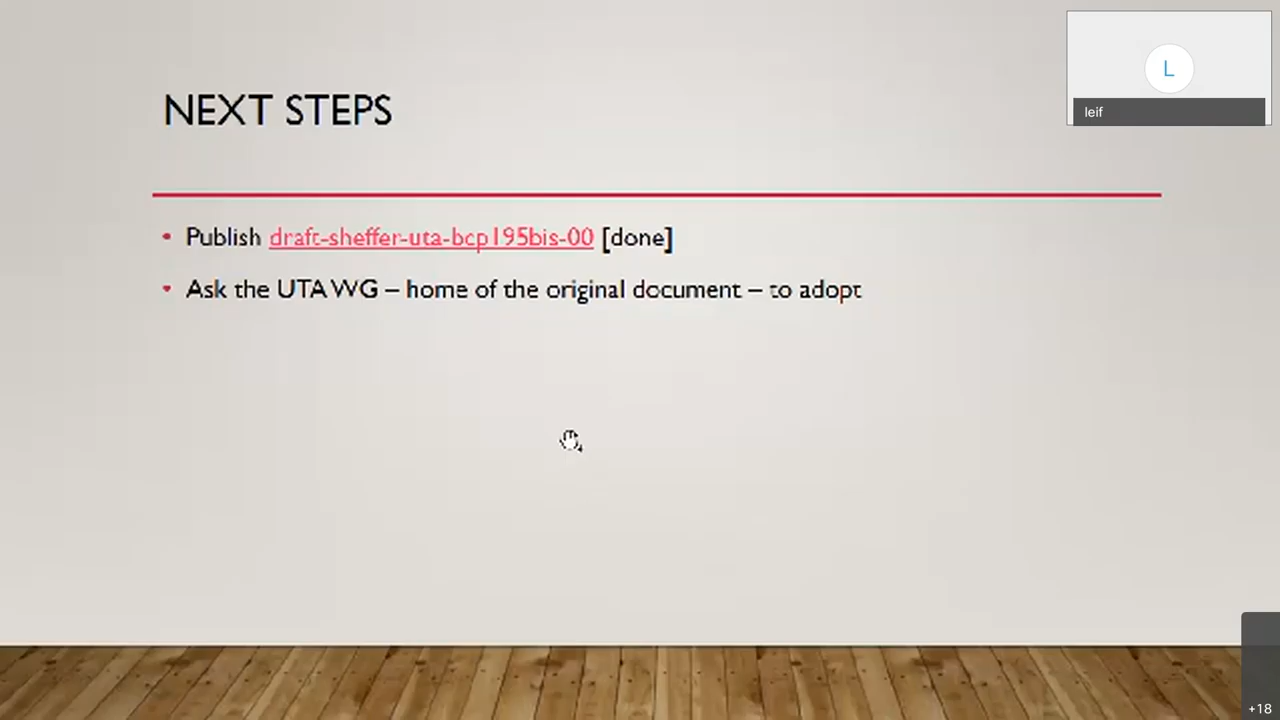 L
leif
NEXT STEPS
• Publish draft-sheffer-uta-bcp195bis-00 [done]
• Ask the UTA WG – home of the original document – to adopt
+18